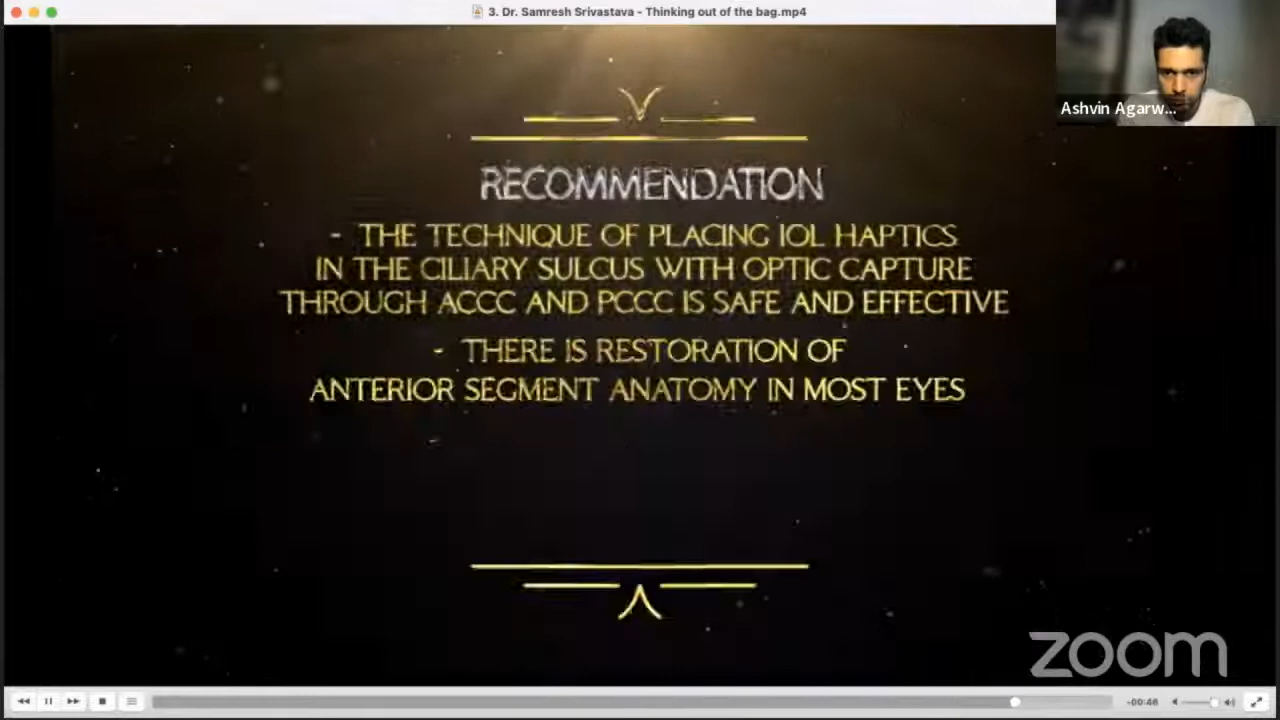 3. Dr. Samresh Srivastava - Thinking out of the bag.mp4
Ashvin Agarw...
RECOMMENDATION
- THE TECHNIQUE OF PLACING IOL HAPTICS
IN THE CILIARY SULCUS WITH OPTIC CAPTURE
THROUGH ACCC AND PCCC IS SAFE AND EFFECTIVE
- THERE IS RESTORATION OF
ANTERIOR SEGMENT ANATOMY IN MOST EYES
zoom
-00:46